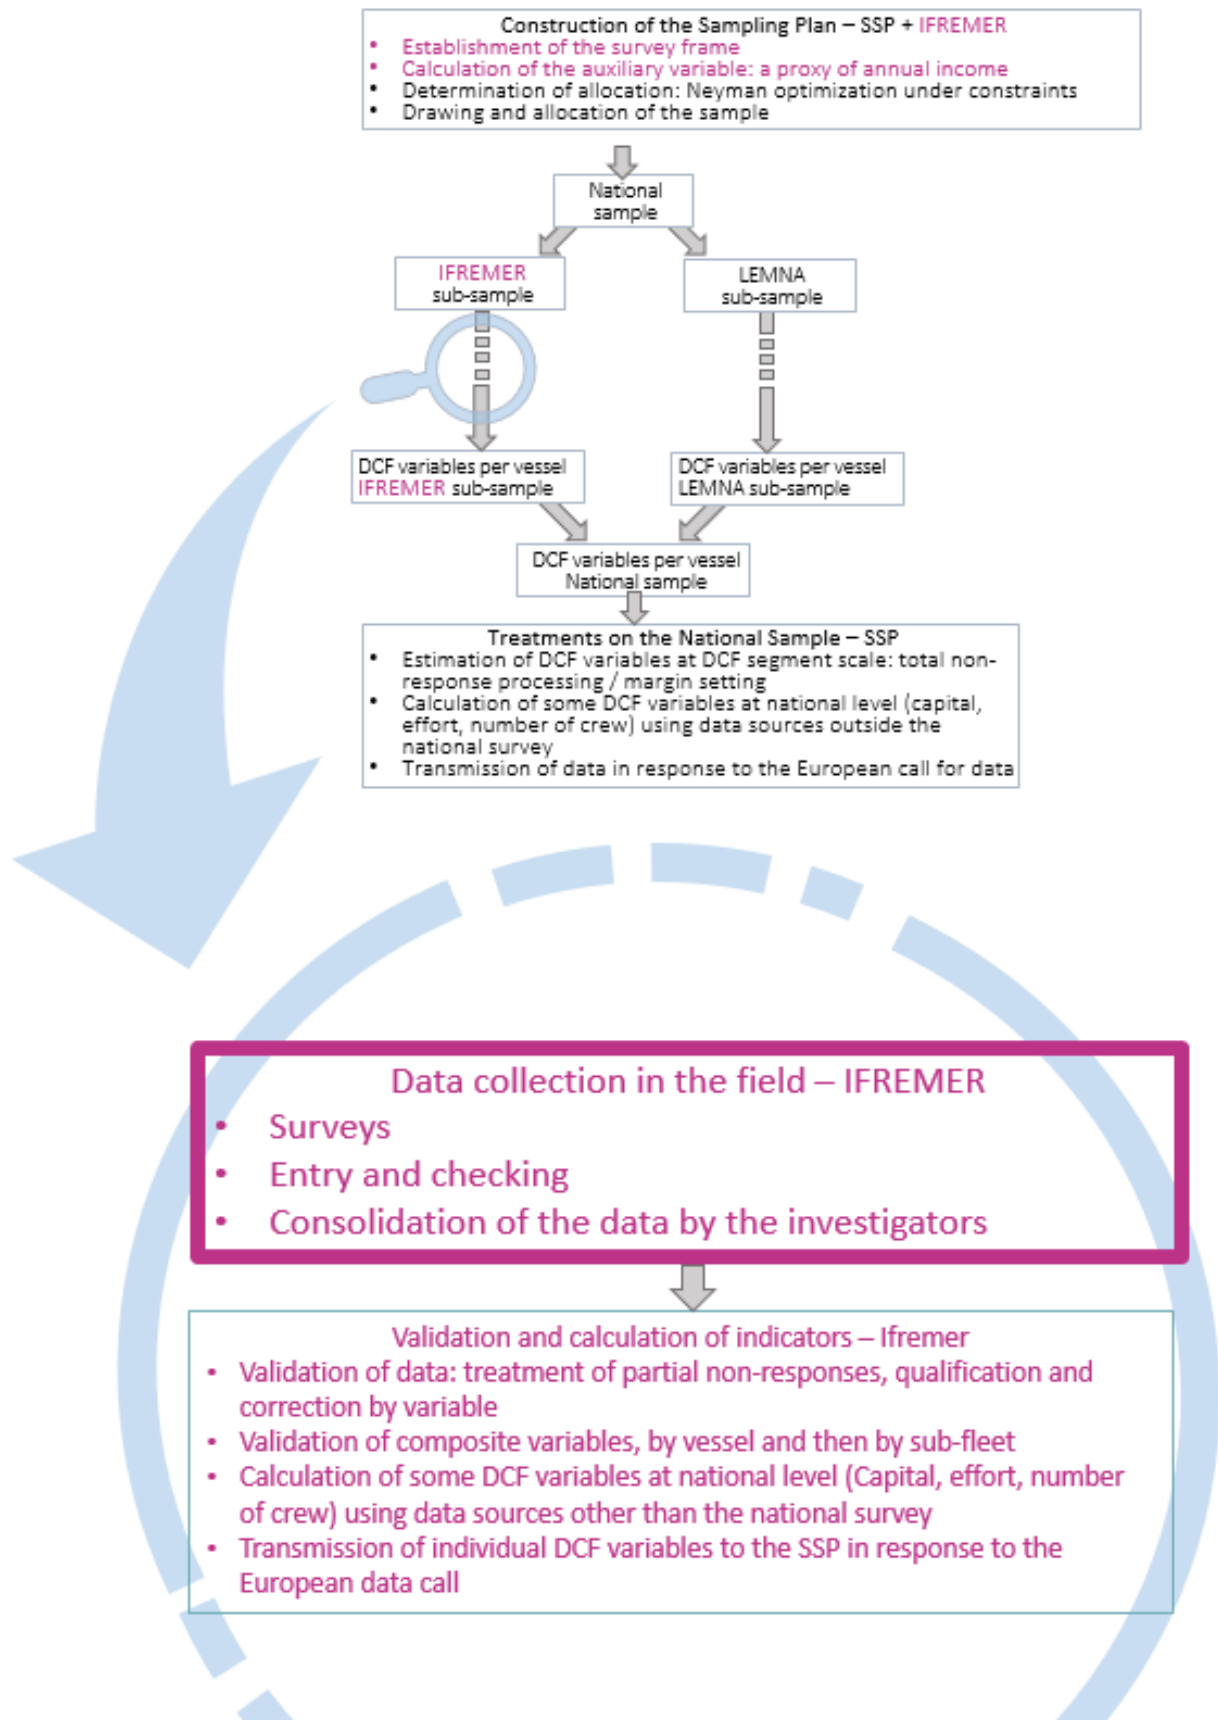 Construction of the Sampling Plan – SSP + IFREMER
• Establishment of the survey frame
• Calculation of the auxiliary variable: a proxy of annual income
• Determination of allocation: Neyman optimization under constraints
• Drawing and allocation of the sample
National
sample
IFREMER
sub-sample
LEMNA
sub-sample
DCF variables per vessel
IFREMER sub-sample
DCF variables per vessel
LEMNA sub-sample
DCF variables per vessel
National sample
Treatments on the National Sample – SSP
• Estimation of DCF variables at DCF segment scale: total non-
response processing / margin setting
• Calculation of some DCF variables at national level (capital,
effort, number of crew) using data sources outside the
national survey
• Transmission of data in response to the European call for data
Data collection in the field – IFREMER
• Surveys
• Entry and checking
• Consolidation of the data by the investigators
Validation and calculation of indicators – Ifremer
• Validation of data: treatment of partial non-responses, qualification and
correction by variable
• Validation of composite variables, by vessel and then by sub-fleet
• Calculation of some DCF variables at national level (Capital, effort, number
of crew) using data sources other than the national survey
• Transmission of individual DCF variables to the SSP in response to the
European data call